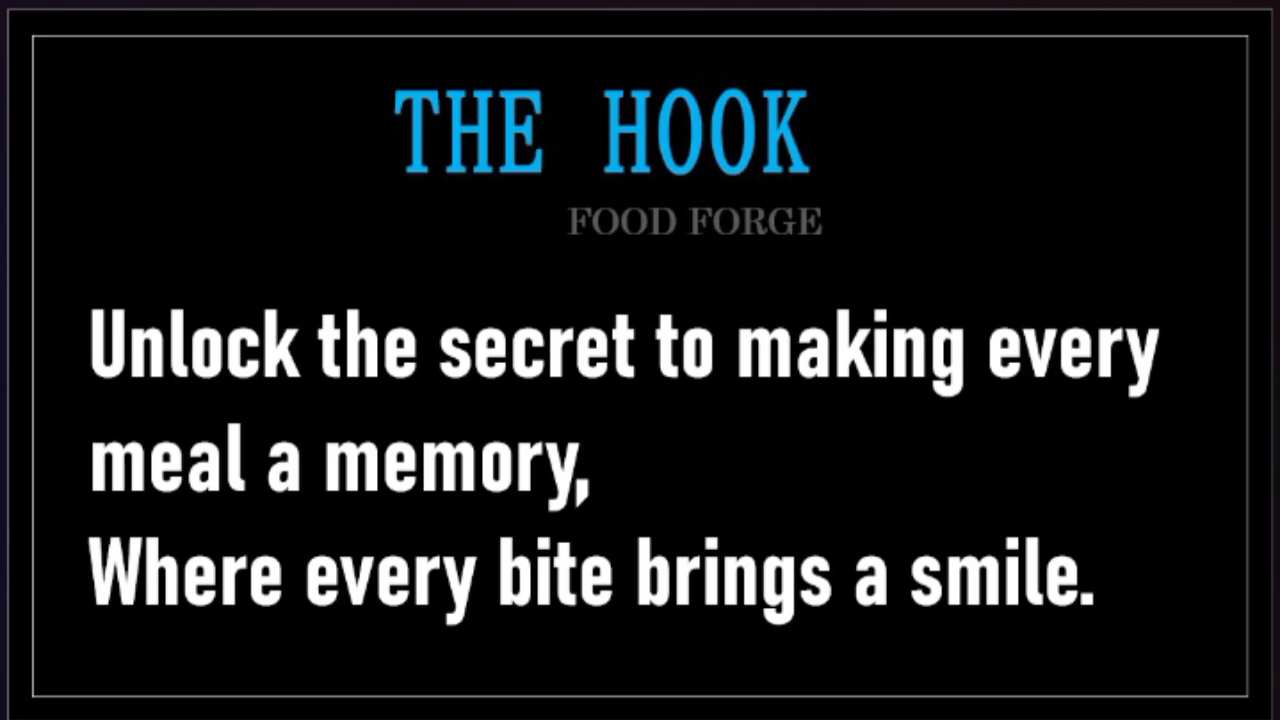 THE HOOK
FOOD FORGE
Unlock the secret to making every
meal a memory,
Where every bite brings a smile.